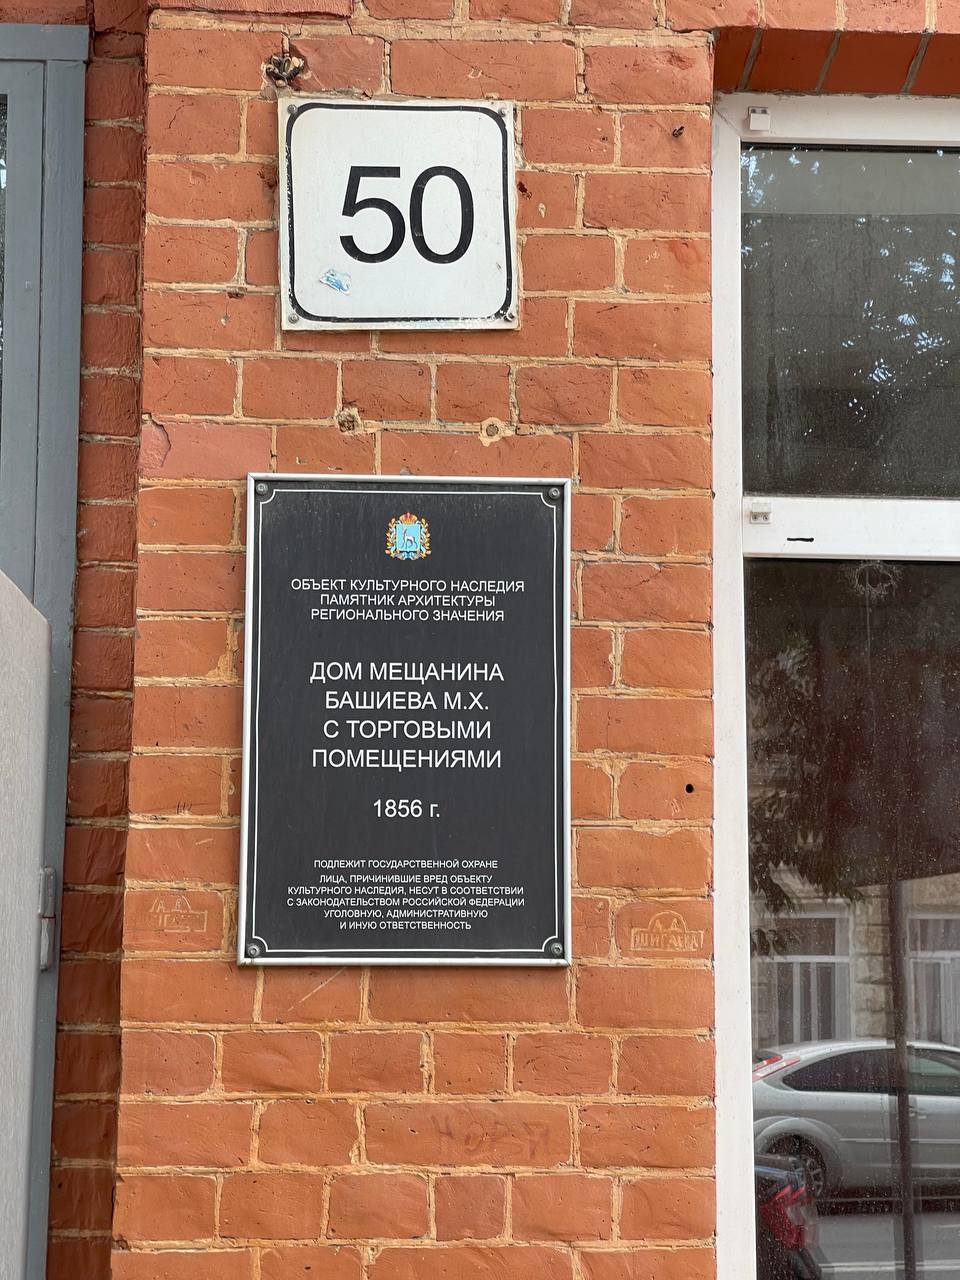 50
ОБЪЕКТ КУЛЬТУРНОГО НАСЛЕДИЯ
ПАМЯТНИК АРХИТЕКТУРЫ
РЕГИОНАЛЬНОГО ЗНАЧЕНИЯ
ДОМ МЕЩАНИНА
БАШИЕВА М.Х.
С ТОРГОВЫМИ
ПОМЕЩЕНИЯМИ
1856 г.
ПОДЛЕЖИТ ГОСУДАРСТВЕННОЙ ОХРАНЕ
ЛИЦА, ПРИЧИНИВШИЕ ВРЕД ОБЪЕКТУ
КУЛЬТУРНОГО НАСЛЕДИЯ, НЕСУТ В СООТВЕТСТВИИ
С ЗАКОНОДАТЕЛЬСТВОМ РОССИЙСКОЙ ФЕДЕРАЦИИ
УГОЛОВНУЮ, АДМИНИСТРАТИВНУЮ
И ИНУЮ ОТВЕТСТВЕННОСТЬ